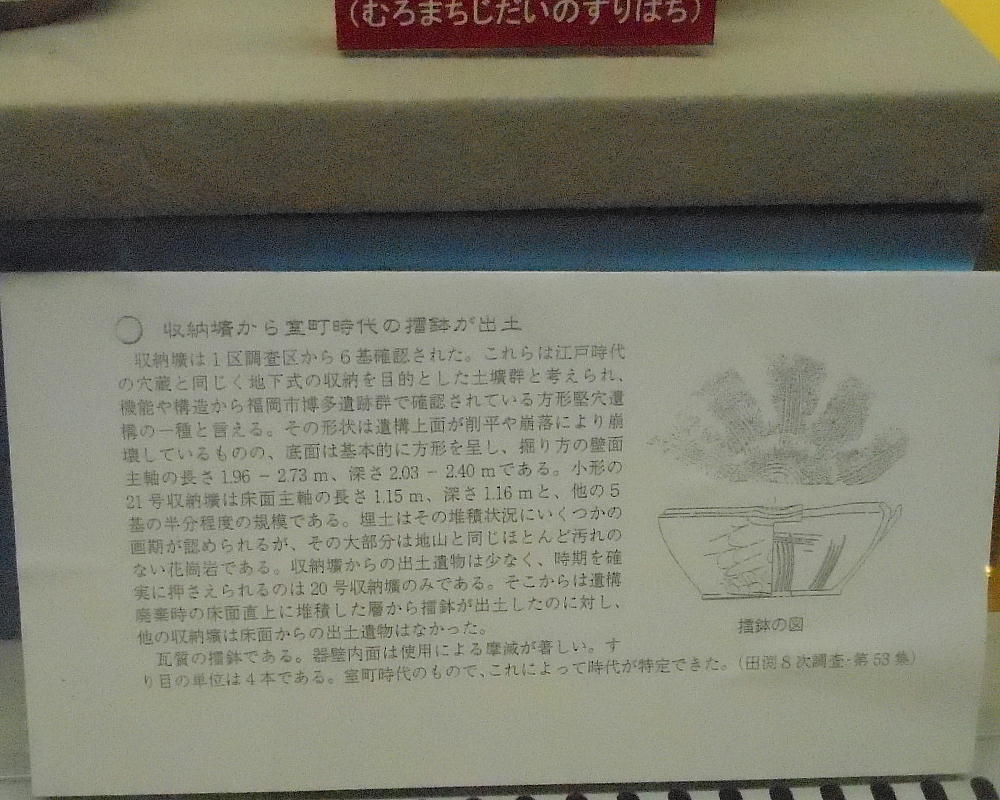 （むろまちじだいのすりばち）
○ 収納壙から室町時代の擂鉢が出土
収納壙は１区調査区から６基確認された。これらは江戸時代
の穴蔵と同じく地下式の収納を目的とした土壙群と考えられ、
機能や構造から福岡市博多遺跡群で確認されている方形竪穴遺
構の一種と言える。その形状は遺構上面が削平や崩落により崩
壊しているものの、底面は基本的に方形を呈し、掘り方の壁面
主軸の長さ1.96－2.73ｍ、深さ2.03－2.40ｍである。小形の
21号収納壙は床面主軸の長さ1.15ｍ、深さ1.16ｍと、他の５
基の半分程度の規模である。埋土はその堆積状況にいくつかの
画期が認められるが、その大部分は地山と同じほとんど汚れの
ない花崗岩である。収納壙からの出土遺物は少なく、時期を確
実に押さえられるのは20号収納壙のみである。そこからは遺構
廃棄時の床面直上に堆積した層から擂鉢が出土したのに対し、
他の収納壙は床面からの出土遺物はなかった。
瓦質の擂鉢である。器壁内面は使用による摩滅が著しい。す
り目の単位は４本である。室町時代のもので、これによって時代が特定できた。（田渕８次調査・第53集）
擂鉢の図